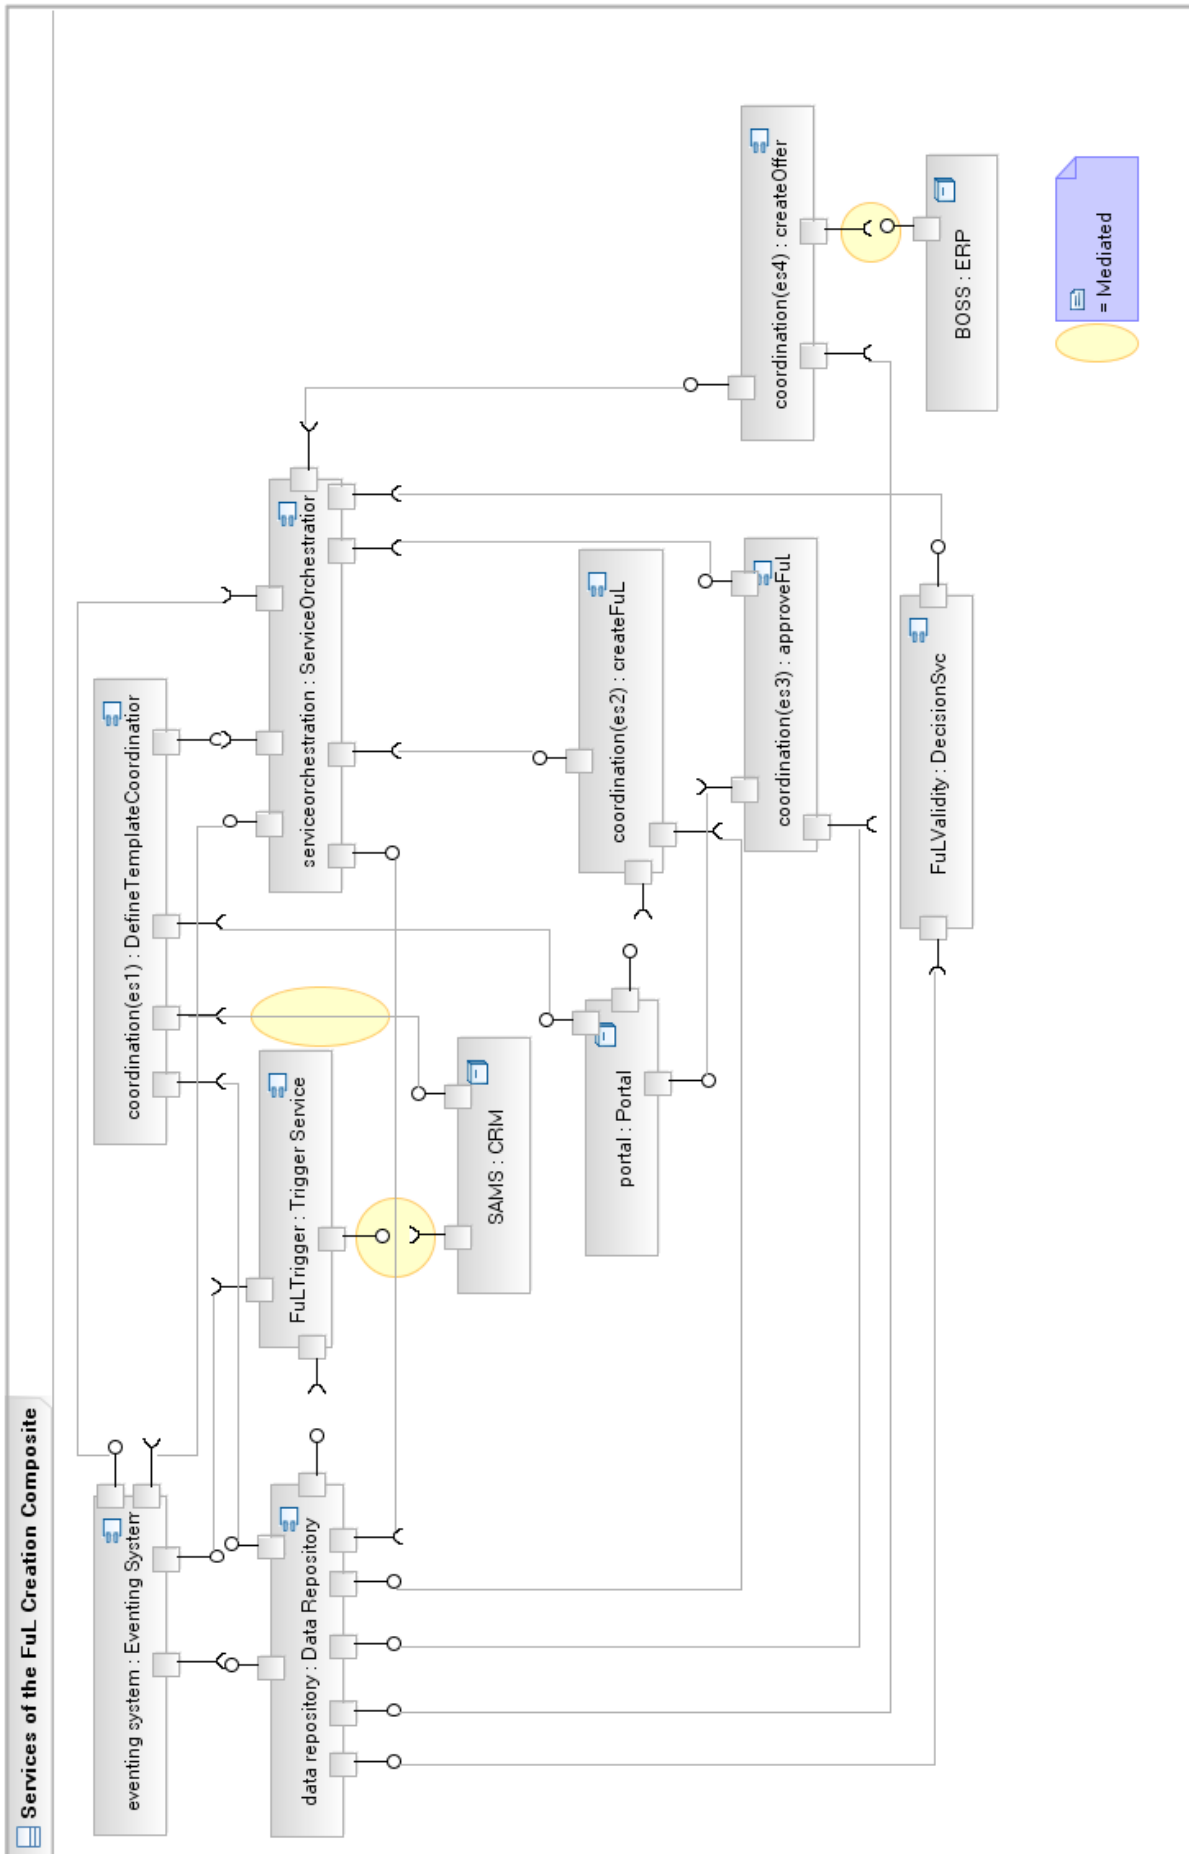 Services of the FuL Creation Composite
eventing system : Eventing System
coordination(es1) : DefineTemplateCoordination
data repository : Data Repository
FuLTrigger : Trigger Service
serviceorchestration : ServiceOrchestration
SAMS : CRM
portal : Portal
coordination(es2) : createFuL
coordination(es3) : approveFuL
coordination(es4) : createOffer
FuLValidity : DecisionSvc
BOSS : ERP
= Mediated